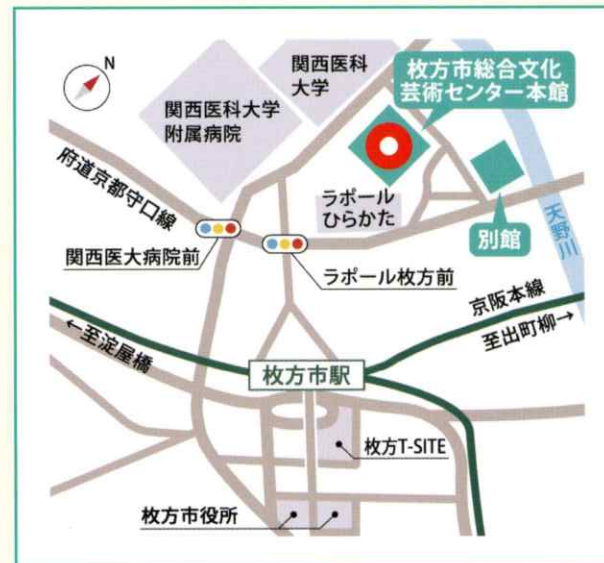 N
関西医科
大学
枚方市総合文化
芸術センター本館
関西医科大学
附属病院
府道京都守口線
ラポール
ひらかた
別館
天野川
関西医大病院前
ラポール枚方前
京阪本線
至出町柳→
←至淀屋橋
枚方市駅
枚方T-SITE
枚方市役所